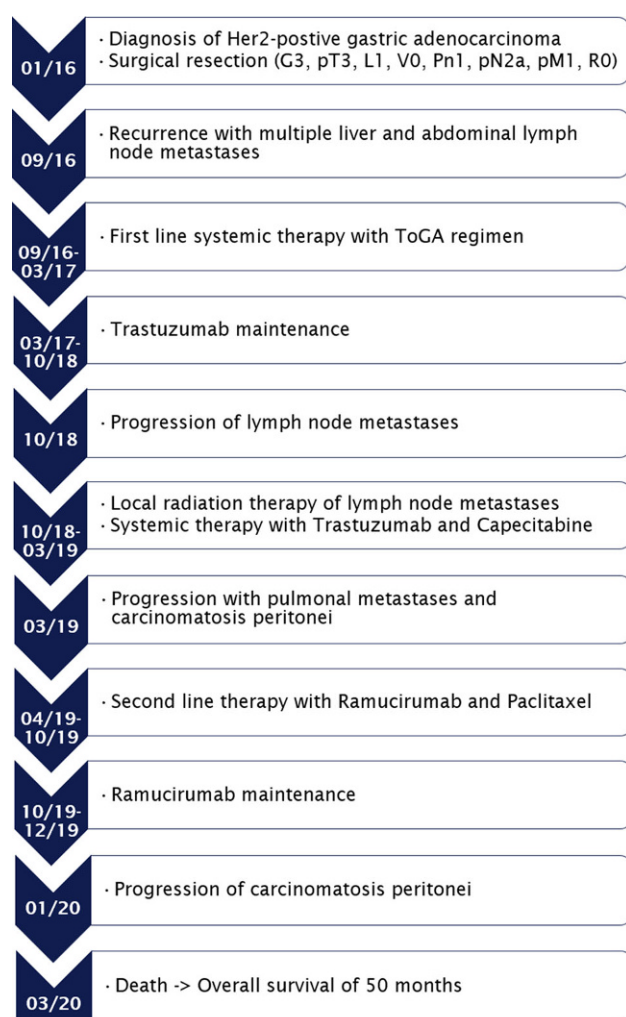 01/16
· Diagnosis of Her2-postive gastric adenocarcinoma
· Surgical resection (G3, pT3, L1, V0, Pn1, pN2a, pM1, R0)
09/16
· Recurrence with multiple liver and abdominal lymph
node metastases
09/16-
03/17
· First line systemic therapy with ToGA regimen
03/17-
10/18
· Trastuzumab maintenance
10/18
· Progression of lymph node metastases
10/18-
03/19
· Local radiation therapy of lymph node metastases
· Systemic therapy with Trastuzumab and Capecitabine
03/19
· Progression with pulmonal metastases and
carcinomatosis peritonei
04/19-
10/19
· Second line therapy with Ramucirumab and Paclitaxel
10/19-
12/19
· Ramucirumab maintenance
01/20
· Progression of carcinomatosis peritonei
03/20
· Death -> Overall survival of 50 months